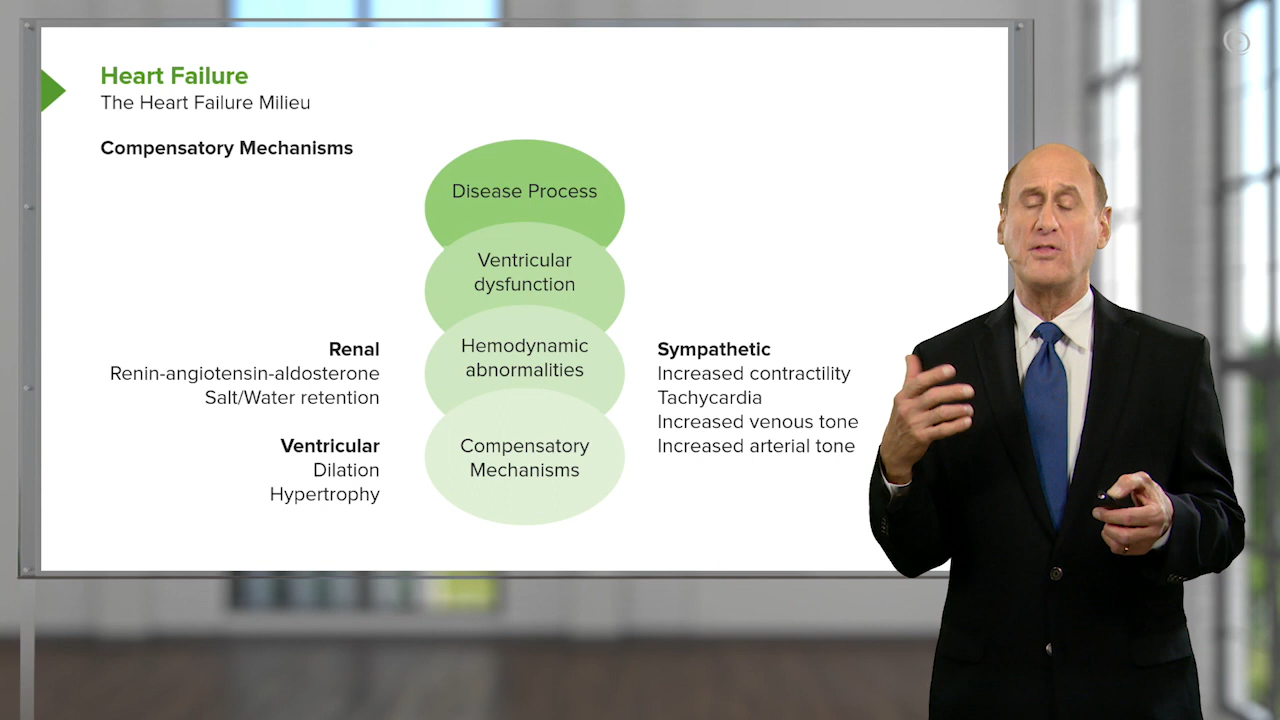 Heart Failure
The Heart Failure Milieu
Compensatory Mechanisms
Disease Process
Ventricular
dysfunction
Hemodynamic
abnormalities
Compensatory
Mechanisms
Renal
Renin-angiotensin-aldosterone
Salt/Water retention
Ventricular
Dilation
Hypertrophy
Sympathetic
Increased contractility
Tachycardia
Increased venous tone
Increased arterial tone